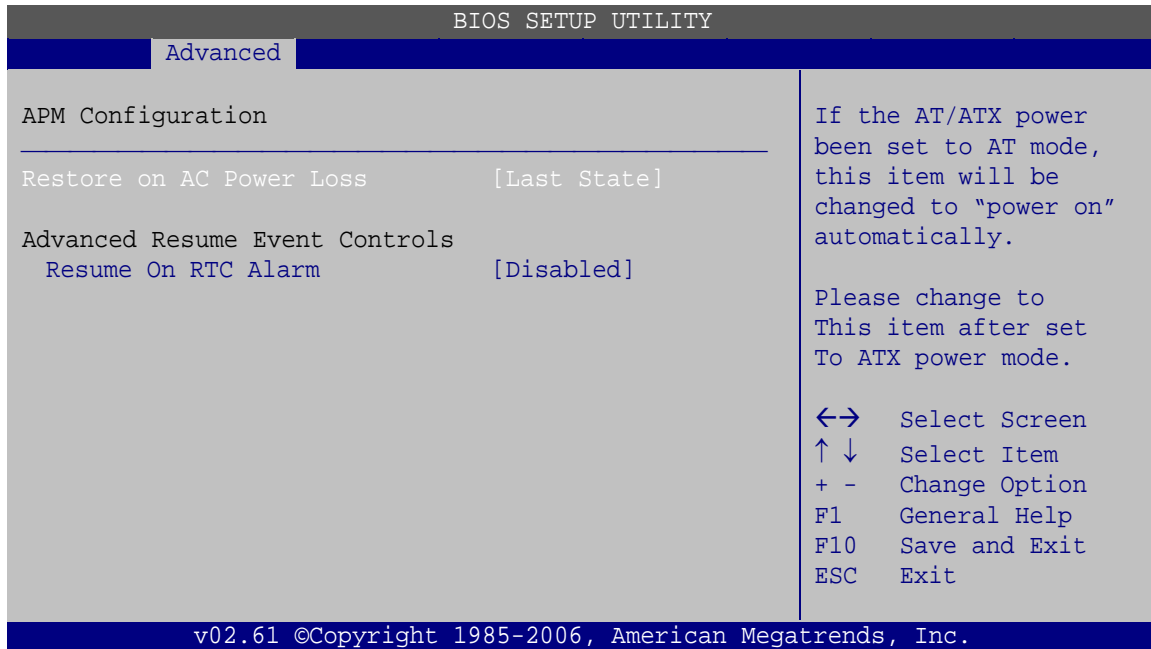 BIOS SETUP UTILITY
Advanced
APM Configuration
Restore on AC Power Loss [Last State]
Advanced Resume Event Controls
Resume On RTC Alarm [Disabled]
If the AT/ATX power
been set to AT mode,
this item will be
changed to “power on”
automatically.
Please change to
This item after set
To ATX power mode.
←→ Select Screen
↑ ↓ Select Item
+ - Change Option
F1 General Help
F10 Save and Exit
ESC Exit
v02.61 ©Copyright 1985-2006, American Megatrends, Inc.